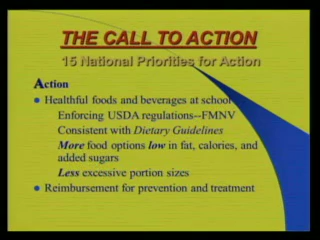 THE CALL TO ACTION
15 National Priorities for Action
Action
Healthful foods and beverages at school
Enforcing USDA regulations--FMNV
Consistent with Dietary Guidelines
More food options low in fat, calories, and
added sugars
Less excessive portion sizes
Reimbursement for prevention and treatment